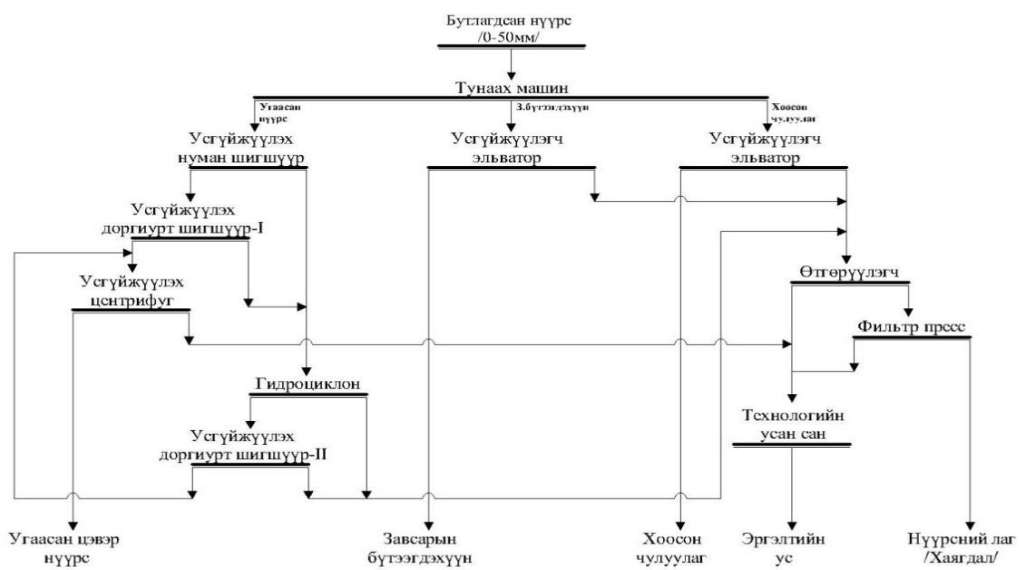 Бутлагдсан нүүрс
/0-50мм/
Тунаах машин
Угаасан
нүүрс
З.бүтээгдэхүүн
Хоосон
чулуулаг
Усгүйжүүлэх
нуман шигшүүр
Усгүйжүүлэгч
эльватор
Усгүйжүүлэгч
эльватор
Усгүйжүүлэх
доргиурт шигшүүр-I
Усгүйжүүлэх
центрифуг
Өтгөрүүлэгч
Фильтр пресс
Гидроциклон
Технологийн
усан сан
Усгүйжүүлэх
доргиурт шигшүүр-II
Угаасан цэвэр
нүүрс
Завсарын
бүтээгдэхүүн
Хоосон
чулуулаг
Эргэлтийн
ус
Нүүрсний лаг
/Хаягдал/